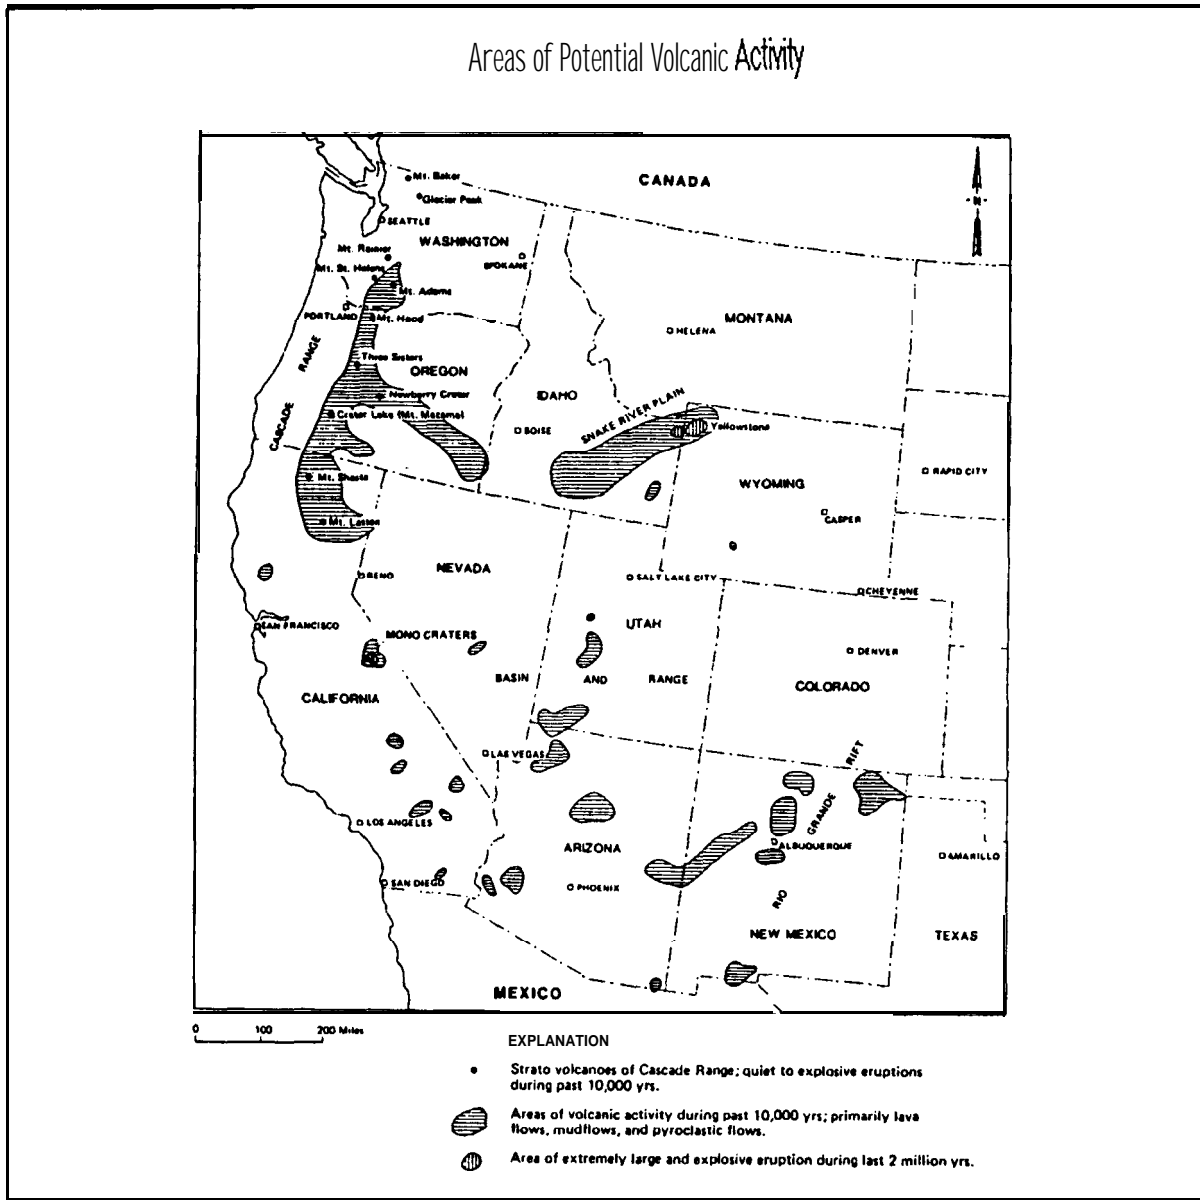 Areas of Potential Volcanic Activity
CANADA
Mt. Baker
Glacier Peak
N
SEATTLE
WASHINGTON
Mt. Rainier
SPOKANE
Mt. St. Helens
Mt. Adams
PORTLAND
Mt. Hood
MONTANA
HELENA
CASCADE RANGE
Three Sisters
OREGON
Newberry Crater
IDAHO
SNAKE RIVER PLAIN
Crater Lake (Mt. Mazama)
BOISE
Yellowstone
RAPID CITY
Mt. Shasta
WYOMING
Mt. Lassen
CASPER
NEVADA
RENO
SALT LAKE CITY
CHEYENNE
SAN FRANCISCO
MONO CRATERS
UTAH
DENVER
BASIN AND RANGE
COLORADO
CALIFORNIA
LAS VEGAS
RIO GRANDE RIFT
LOS ANGELES
ARIZONA
ALBUQUERQUE
AMARILLO
SAN DIEGO
PHOENIX
NEW MEXICO
TEXAS
MEXICO
0 100 200 Miles
EXPLANATION
Strato volcanoes of Cascade Range; quiet to explosive eruptions
during past 10,000 yrs.
Areas of volcanic activity during past 10,000 yrs; primarily lava
flows, mudflows, and pyroclastic flows.
Area of extremely large and explosive eruption during last 2 million yrs.